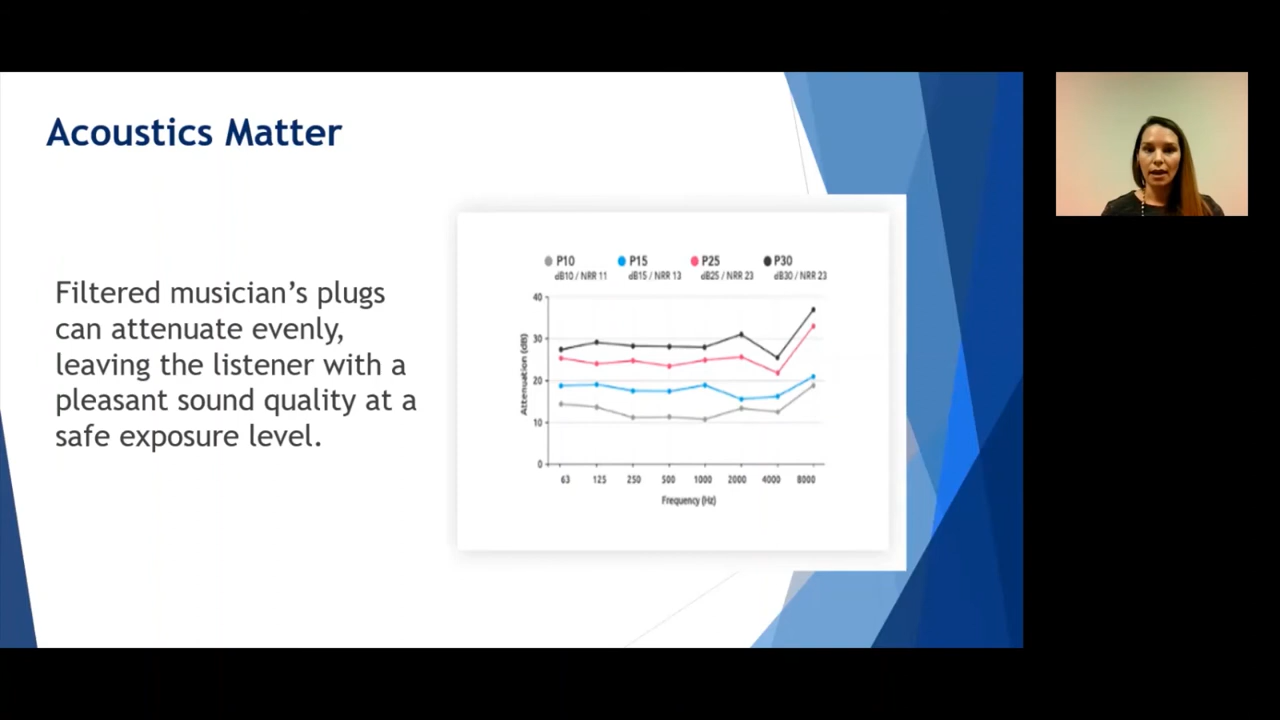 Acoustics Matter
Filtered musician’s plugs
can attenuate evenly,
leaving the listener with a
pleasant sound quality at a
safe exposure level.
P10 P15 P25 P30
dB10 / NRR 11 dB15 / NRR 13 dB25 / NRR 23 dB30 / NRR 23
40
30
20
10
0
Attenuation (dB)
63 125 250 500 1000 2000 4000 8000
Frequency (Hz)